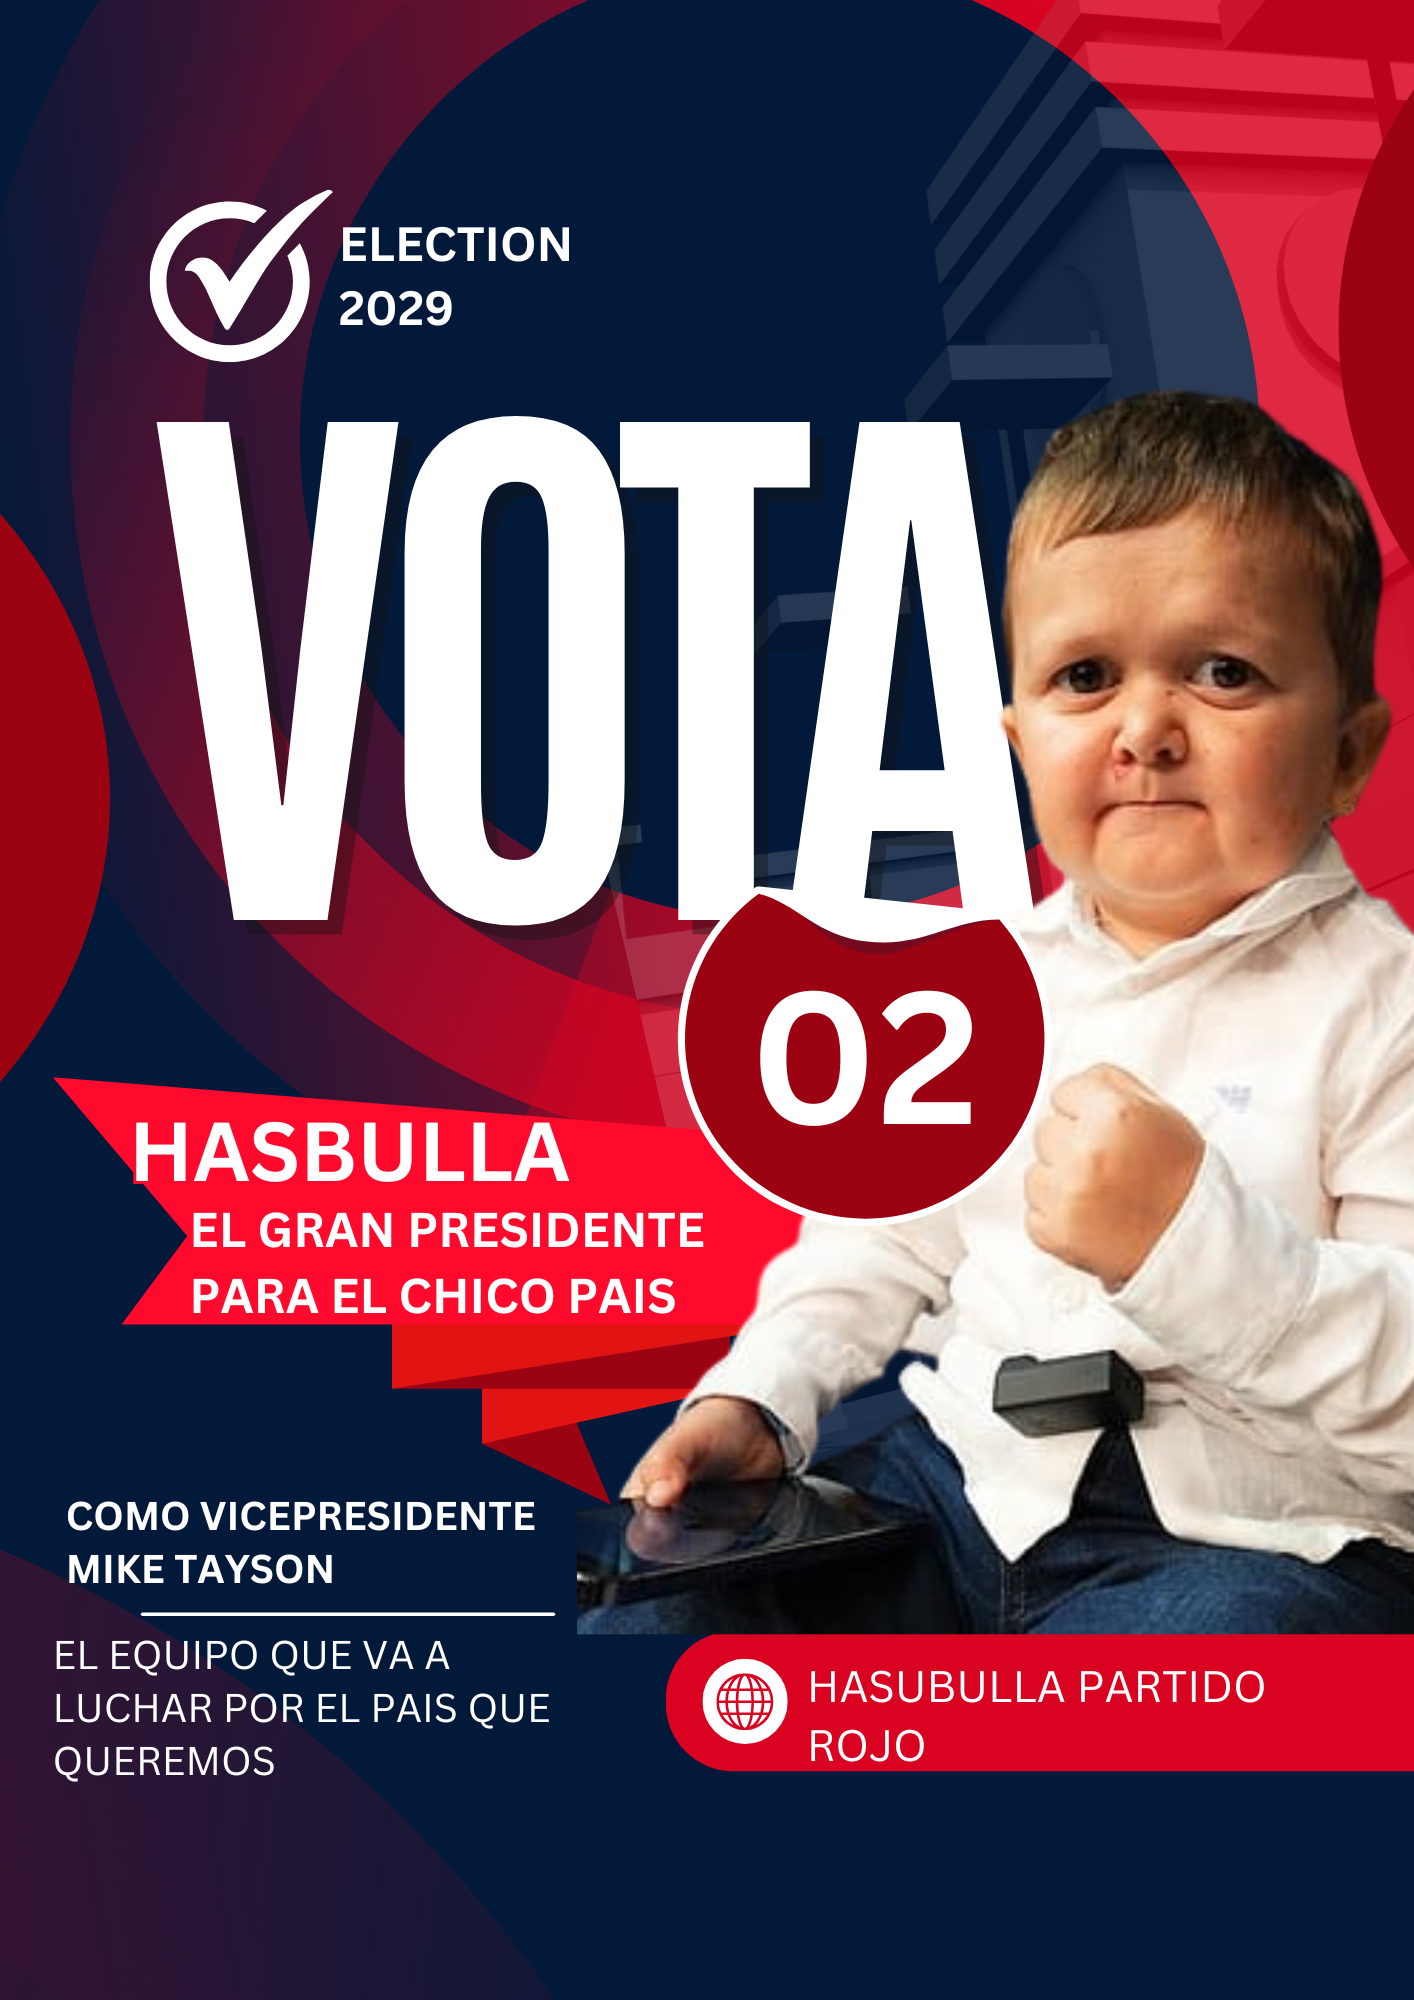 ELECTION
2029
VOTA
02
HASBULLA
EL GRAN PRESIDENTE
PARA EL CHICO PAIS
COMO VICEPRESIDENTE
MIKE TAYSON
EL EQUIPO QUE VA A
LUCHAR POR EL PAIS QUE
QUEREMOS
HASUBULLA PARTIDO
ROJO